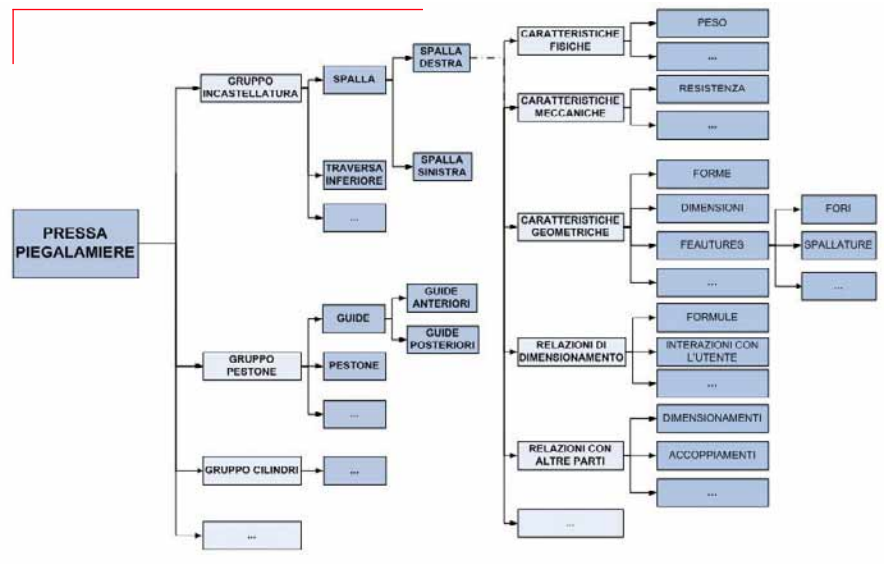 PRESSA
PIEGALAMIERE
GRUPPO
INCASTELLATURA
SPALLA
SPALLA
DESTRA
SPALLA
SINISTRA
TRAVERSA
INFERIORE
...
GRUPPO
PESTONE
GUIDE
GUIDE
ANTERIORI
GUIDE
POSTERIORI
PESTONE
...
GRUPPO CILINDRI
...
...
CARATTERISTICHE
FISICHE
PESO
...
CARATTERISTICHE
MECCANICHE
RESISTENZA
...
CARATTERISTICHE
GEOMETRICHE
FORME
DIMENSIONI
FEAUTURES
FORI
SPALLATURE
...
...
RELAZIONI DI
DIMENSIONAMENTO
FORMULE
INTERAZIONI CON
L'UTENTE
...
RELAZIONI CON
ALTRE PARTI
DIMENSIONAMENTI
ACCOPPIAMENTI
...
...